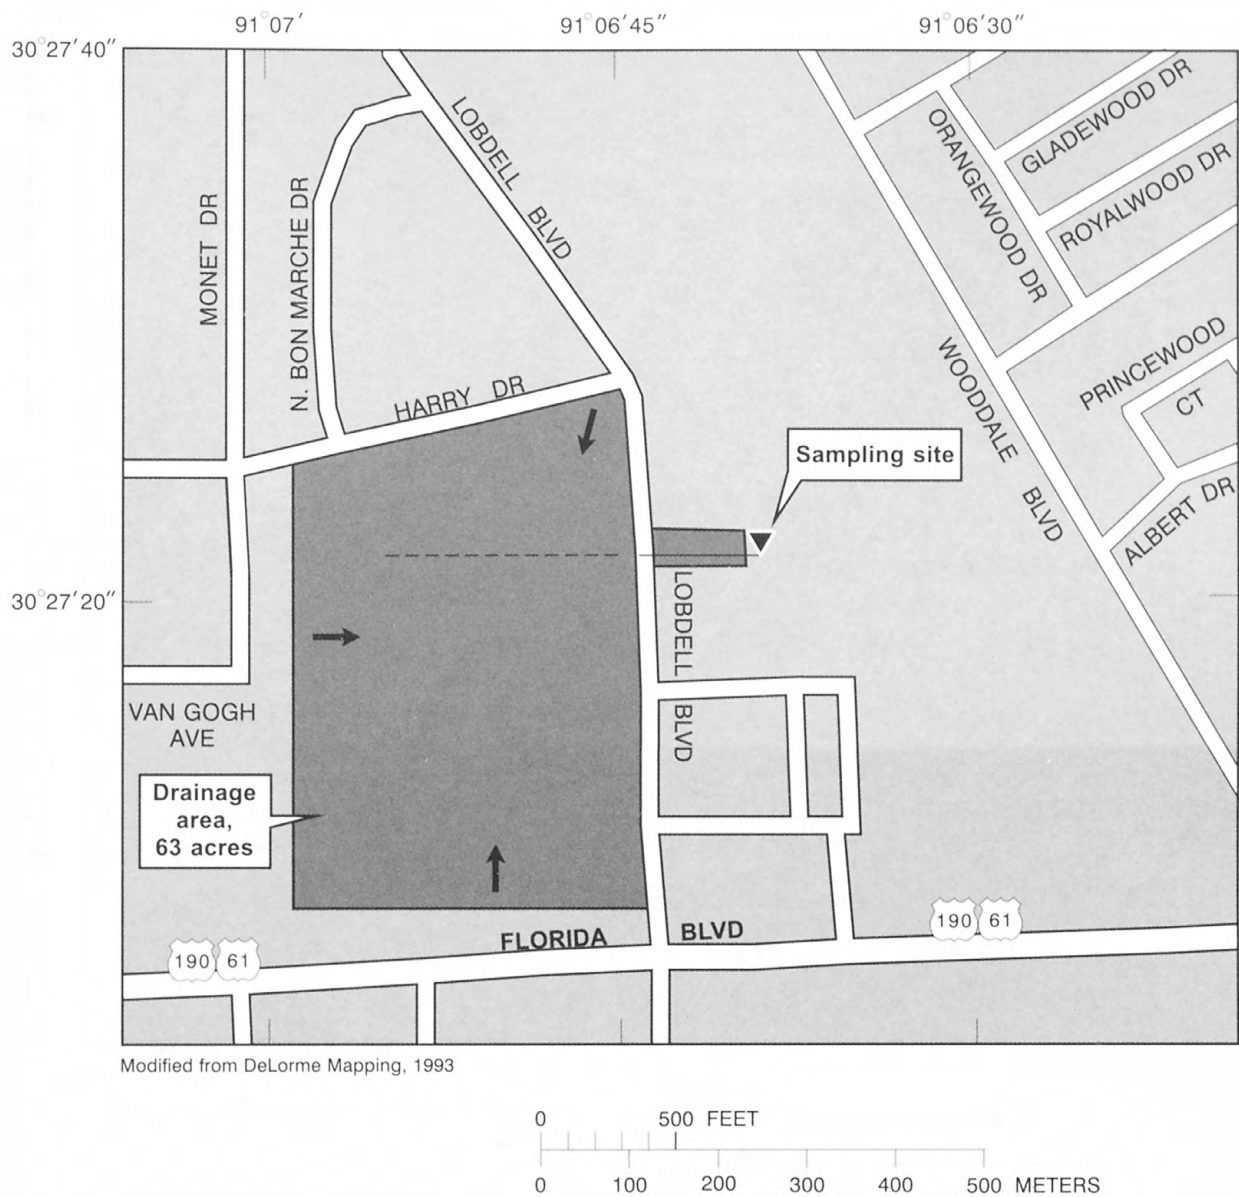 91°07′ 91°06′45″ 91°06′30″
30°27′40″
LOBDELL BLVD
GLADEWOOD DR
ORANGEWOOD DR
ROYALWOOD DR
MONET DR
N. BON MARCHE DR
HARRY DR
PRINCEWOOD
CT
WOODDALE BLVD
Sampling site
ALBERT DR
30°27′20″
LOBDELL BLVD
VAN GOGH
AVE
Drainage
area,
63 acres
190 61
FLORIDA BLVD
190 61
Modified from DeLorme Mapping, 1993
0 500 FEET
0 100 200 300 400 500 METERS